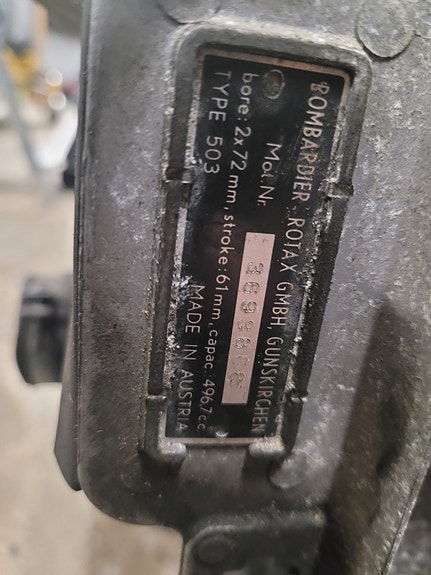 BOMBARDIER - ROTAX GMBH, GUNSKIRCHEN
Mot. Nr.
bore: 2x72 mm, stroke: 61 mm, capac. 496,7 c.c.
TYPE 503 MADE IN AUSTRIA